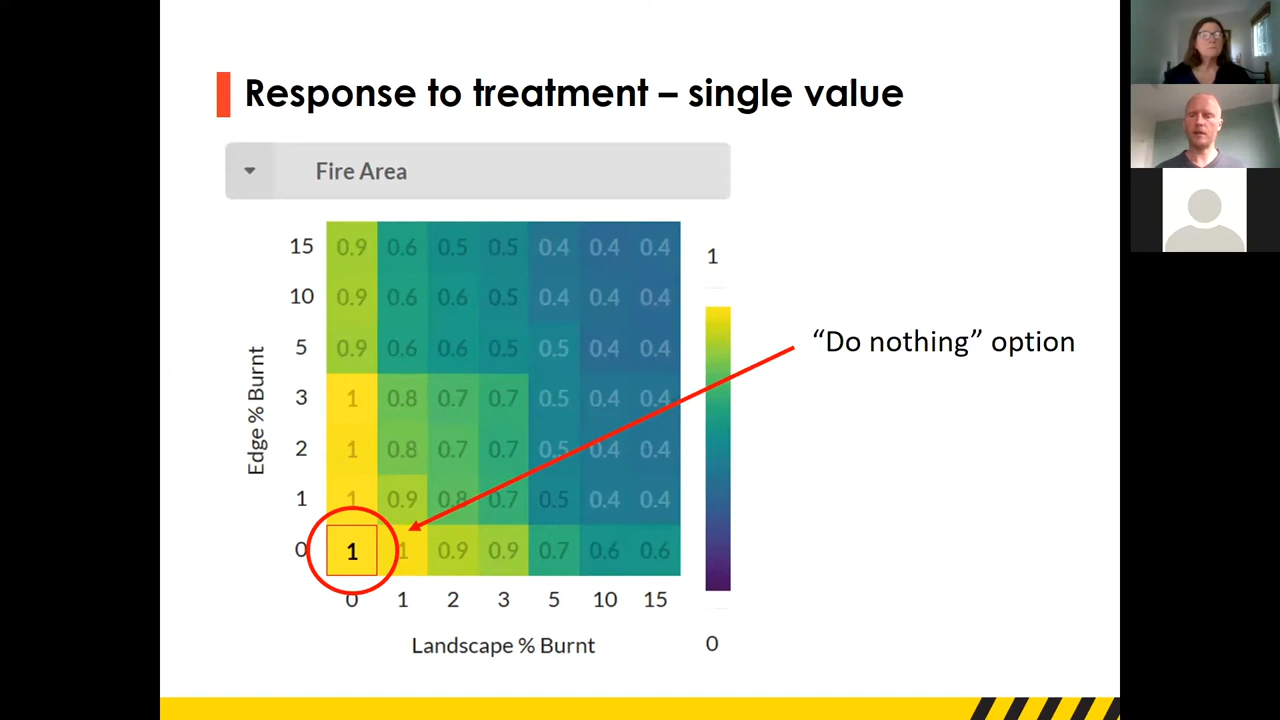 Response to treatment – single value
Fire Area
15 0.9 0.6 0.5 0.5 0.4 0.4 0.4
10 0.9 0.6 0.6 0.5 0.4 0.4 0.4
5 0.9 0.6 0.6 0.5 0.5 0.4 0.4
3 1 0.8 0.7 0.7 0.5 0.4 0.4
2 1 0.8 0.7 0.7 0.5 0.4 0.4
1 1 0.9 0.8 0.7 0.5 0.4 0.4
0 1 1 0.9 0.9 0.7 0.6 0.6
0 1 2 3 5 10 15
Edge % Burnt
Landscape % Burnt
1
0
“Do nothing” option